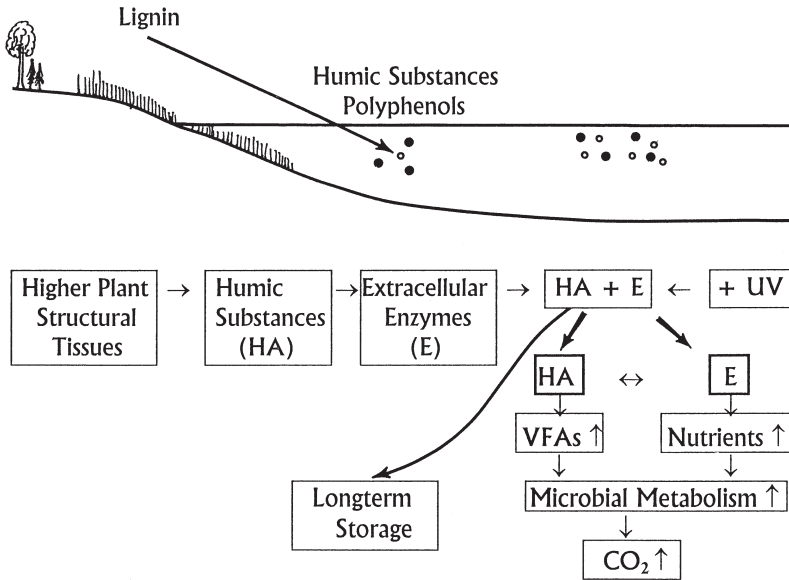 Lignin
Humic Substances
Polyphenols
Higher Plant
Structural
Tissues
→
Humic
Substances
(HA)
→
Extracellular
Enzymes
(E)
→
HA + E
←
+ UV
HA
↔
E
↓
↓
VFAs ↑
Nutrients ↑
↓
↓
Longterm
Storage
Microbial Metabolism ↑
↓
CO₂ ↑